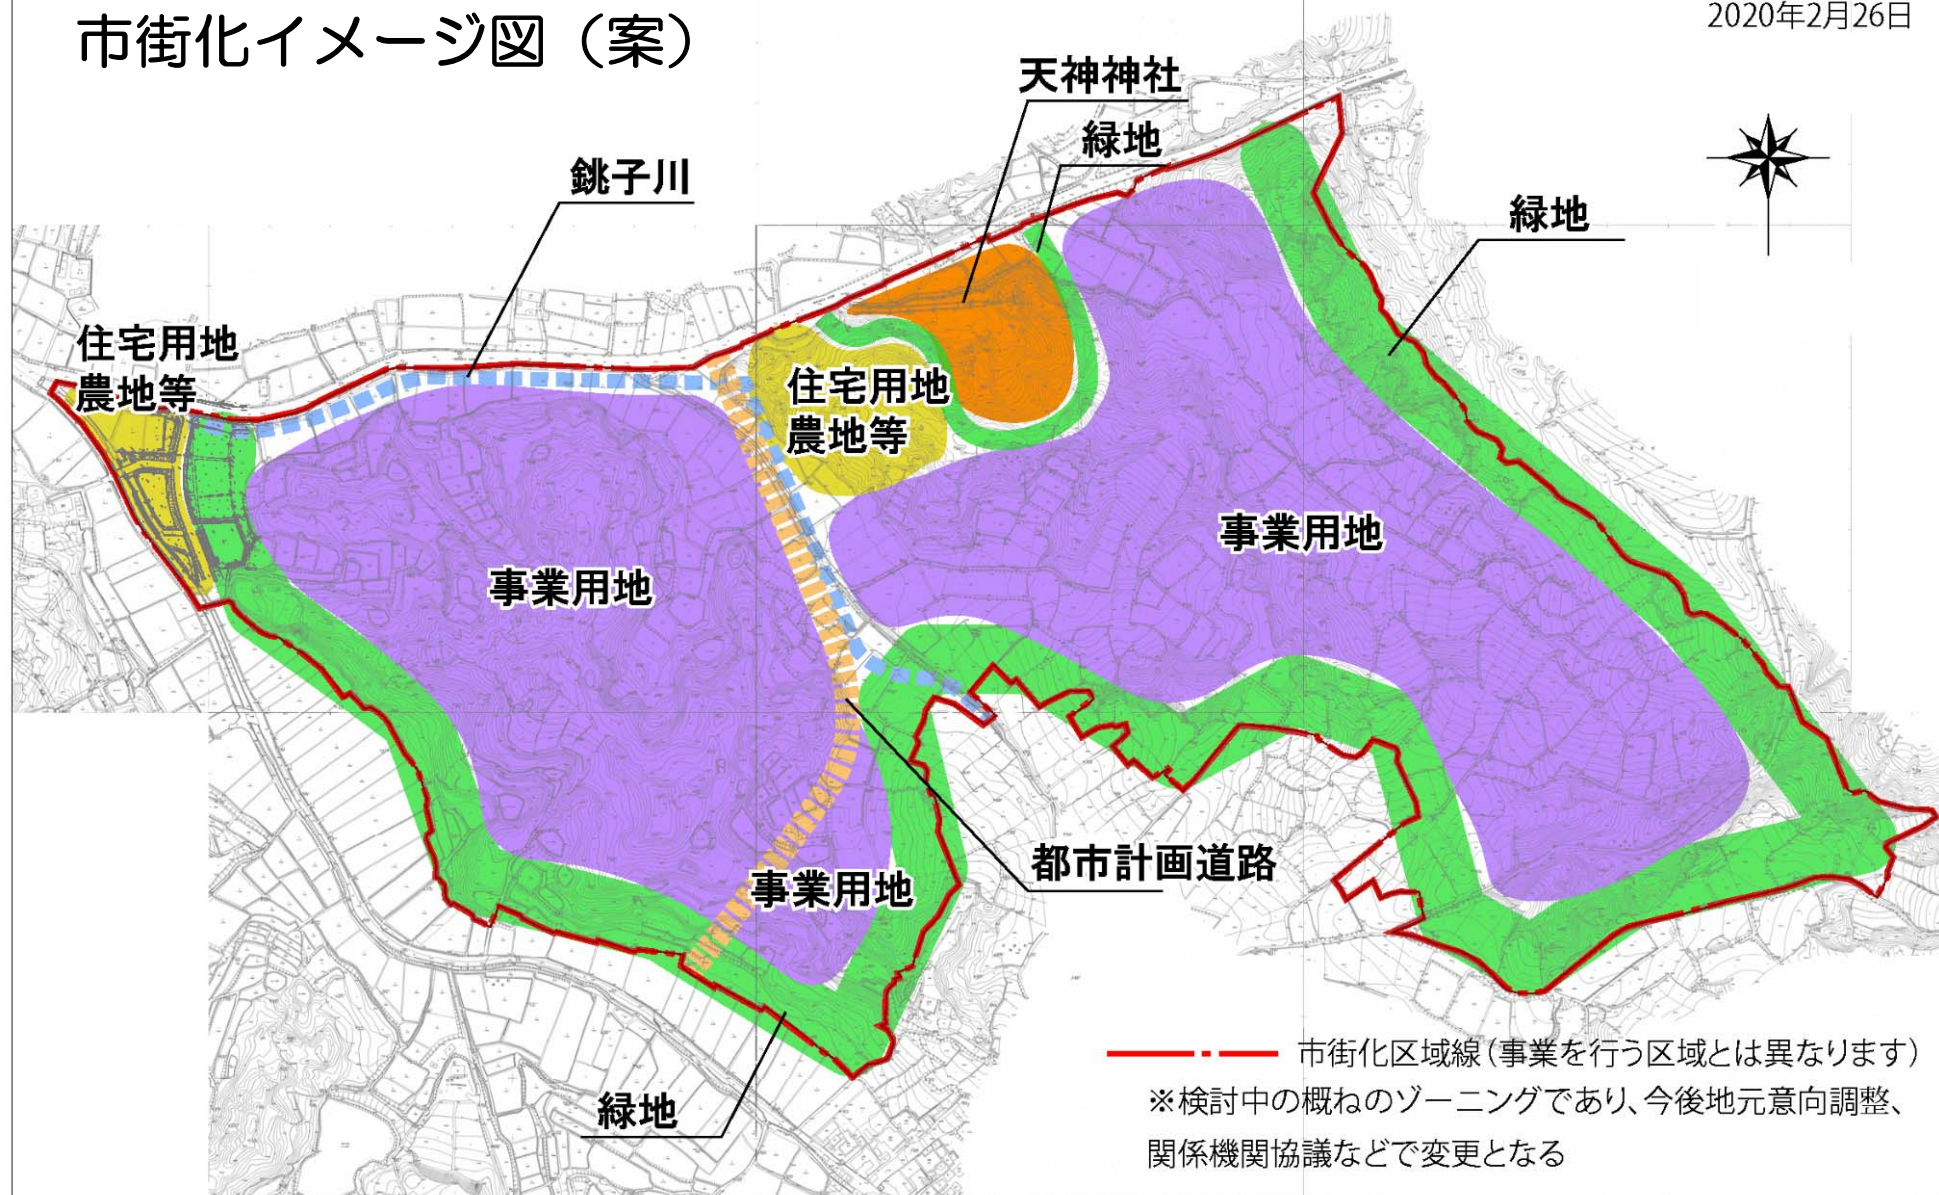 市街化イメージ図（案）
2020年2月26日
天神神社
緑地
銚子川
緑地
住宅用地
農地等
住宅用地
農地等
事業用地
事業用地
都市計画道路
事業用地
緑地
市街化区域線（事業を行う区域とは異なります）
※検討中の概ねのゾーニングであり、今後地元意向調整、
関係機関協議などで変更となる